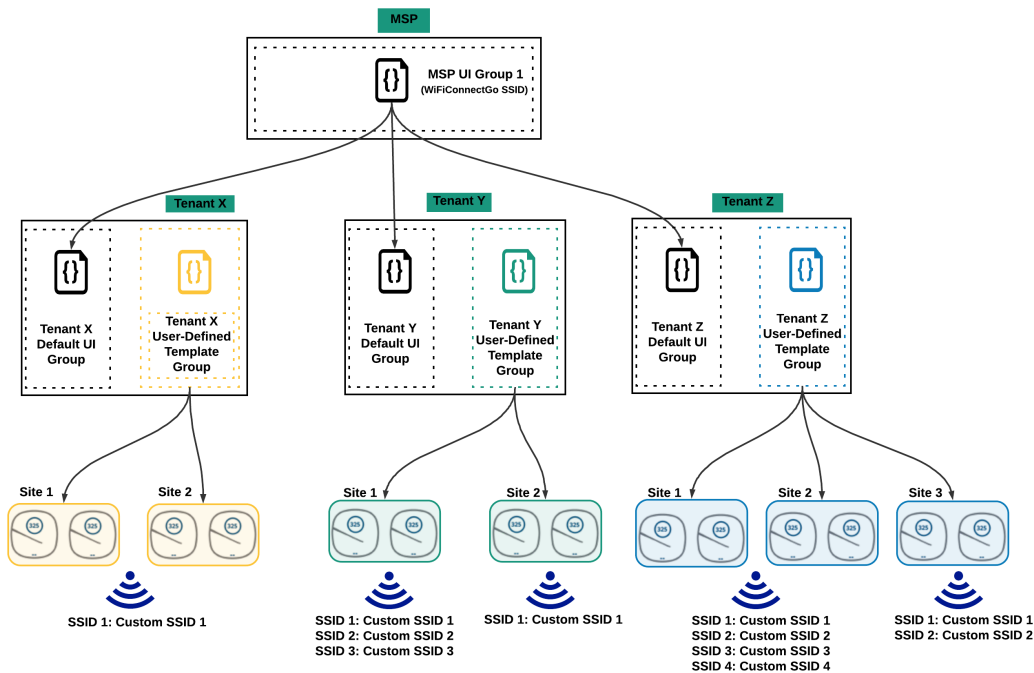 MSP
MSP UI Group 1
(WiFiConnectGo SSID)
Tenant X
Tenant Y
Tenant Z
Tenant X
Default UI
Group
Tenant X
User-Defined
Template
Group
Tenant Y
Default UI
Group
Tenant Y
User-Defined
Template
Group
Tenant Z
Default UI
Group
Tenant Z
User-Defined
Template
Group
Site 1
Site 2
Site 1
Site 2
Site 1
Site 2
Site 3
325
325
325
325
325
325
325
325
325
325
325
325
325
325
SSID 1: Custom SSID 1
SSID 1: Custom SSID 1
SSID 2: Custom SSID 2
SSID 3: Custom SSID 3
SSID 1: Custom SSID 1
SSID 1: Custom SSID 1
SSID 2: Custom SSID 2
SSID 3: Custom SSID 3
SSID 4: Custom SSID 4
SSID 1: Custom SSID 1
SSID 2: Custom SSID 2